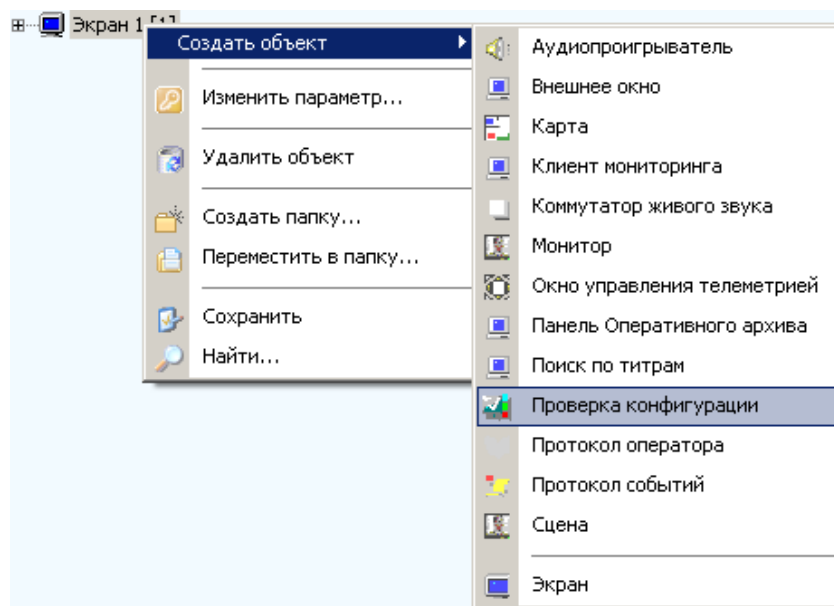 Экран 1 [1]
Создать объект
Изменить параметр...
Удалить объект
Создать папку...
Переместить в папку...
Сохранить
Найти...
Аудиопроигрыватель
Внешнее окно
Карта
Клиент мониторинга
Коммутатор живого звука
Монитор
Окно управления телеметрией
Панель Оперативного архива
Поиск по титрам
Проверка конфигурации
Протокол оператора
Протокол событий
Сцена
Экран